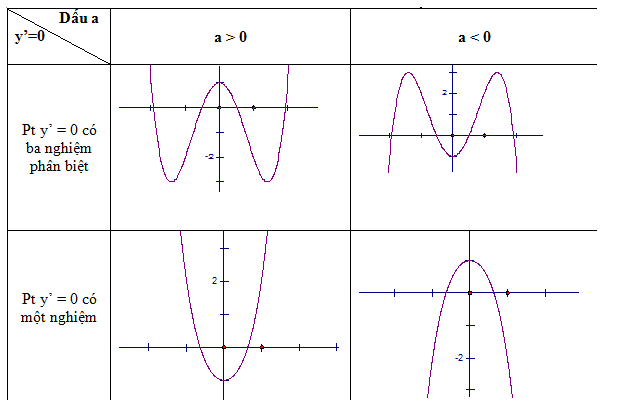 Dấu a
y’=0
a > 0
a < 0
Pt y’ = 0 có
ba nghiệm
phân biệt
-2
2
Pt y’ = 0 có
một nghiệm
2
-2